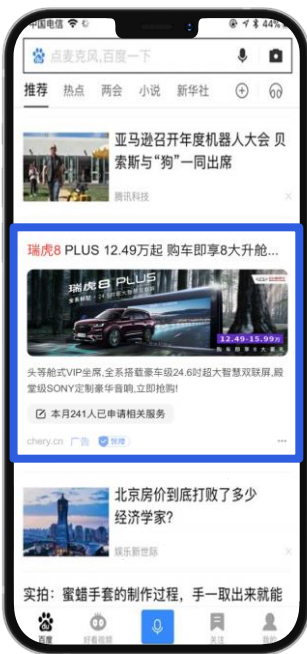 中国电信
44%
点麦克风,百度一下
推荐 热点 两会 小说 新华社
亚马逊召开年度机器人大会 贝
索斯与“狗”一同出席
腾讯科技
瑞虎8 PLUS 12.49万起 购车即享8大升舱...
瑞虎8 PLUS
12.49-15.99万
头等舱式VIP坐席,全系搭载豪车级24.6吋超大智慧双联屏,殿
堂级SONY定制豪华音响,立即抢购!
本月241人已申请相关服务
chery.cn 广告 保障
北京房价到底打败了多少
经济学家?
娱乐新世际
实拍：蜜蜡手套的制作过程，手一取出来就能
百度 好看视频 关注 我的